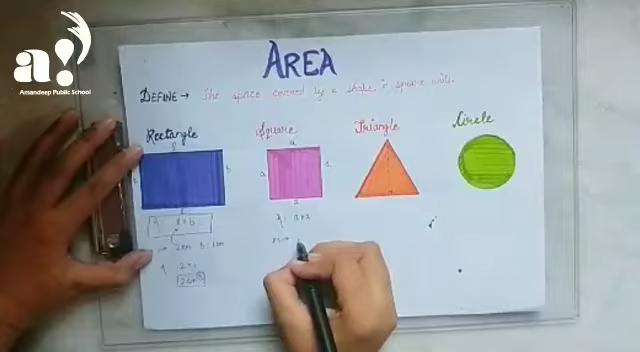 a!
Amandeep Public School
AREA
DEFINE → The space covered by a shape in square units.
Rectangle
Square
Triangle
Circle
l
a
b
b
a
a
l
a
A = l×b
A = a×a
l = 2cm b = 1cm
2×1
2cm²